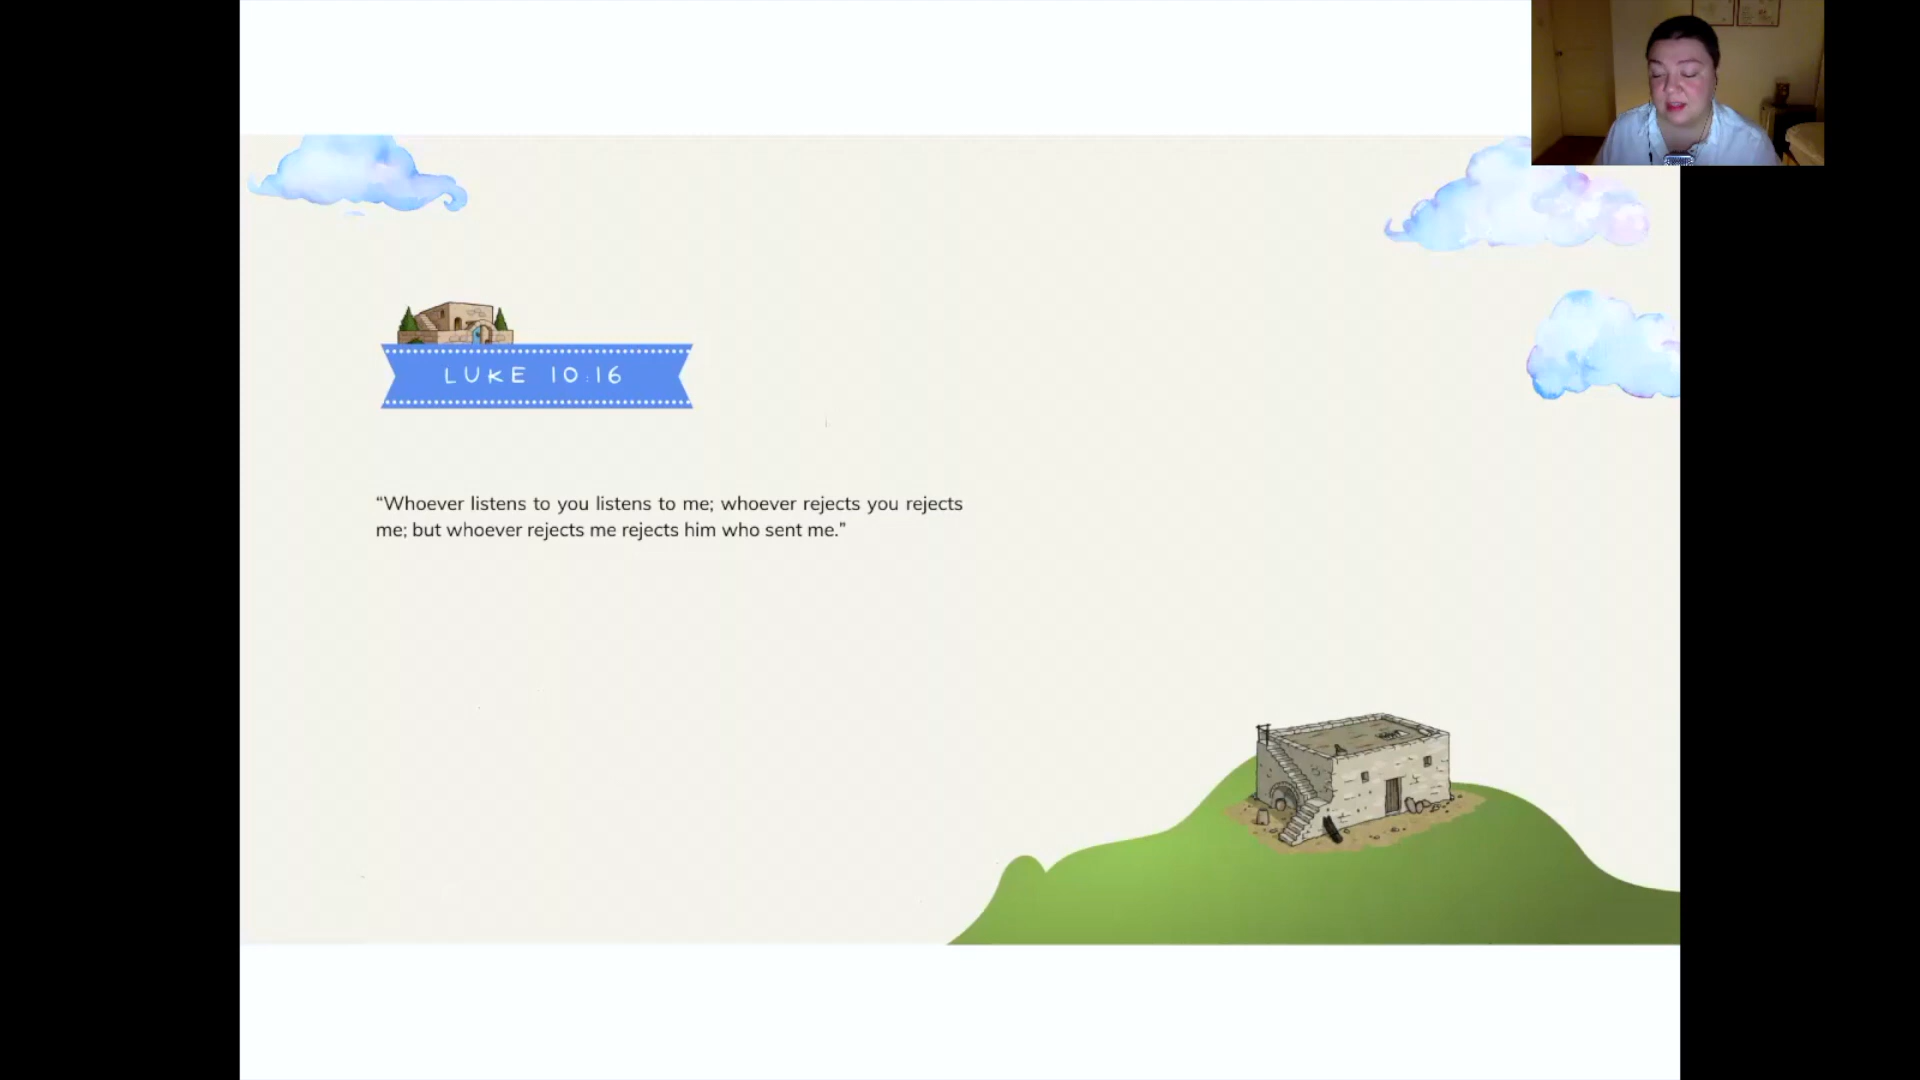 LUKE 10:16
“Whoever listens to you listens to me; whoever rejects you rejects
me; but whoever rejects me rejects him who sent me.”